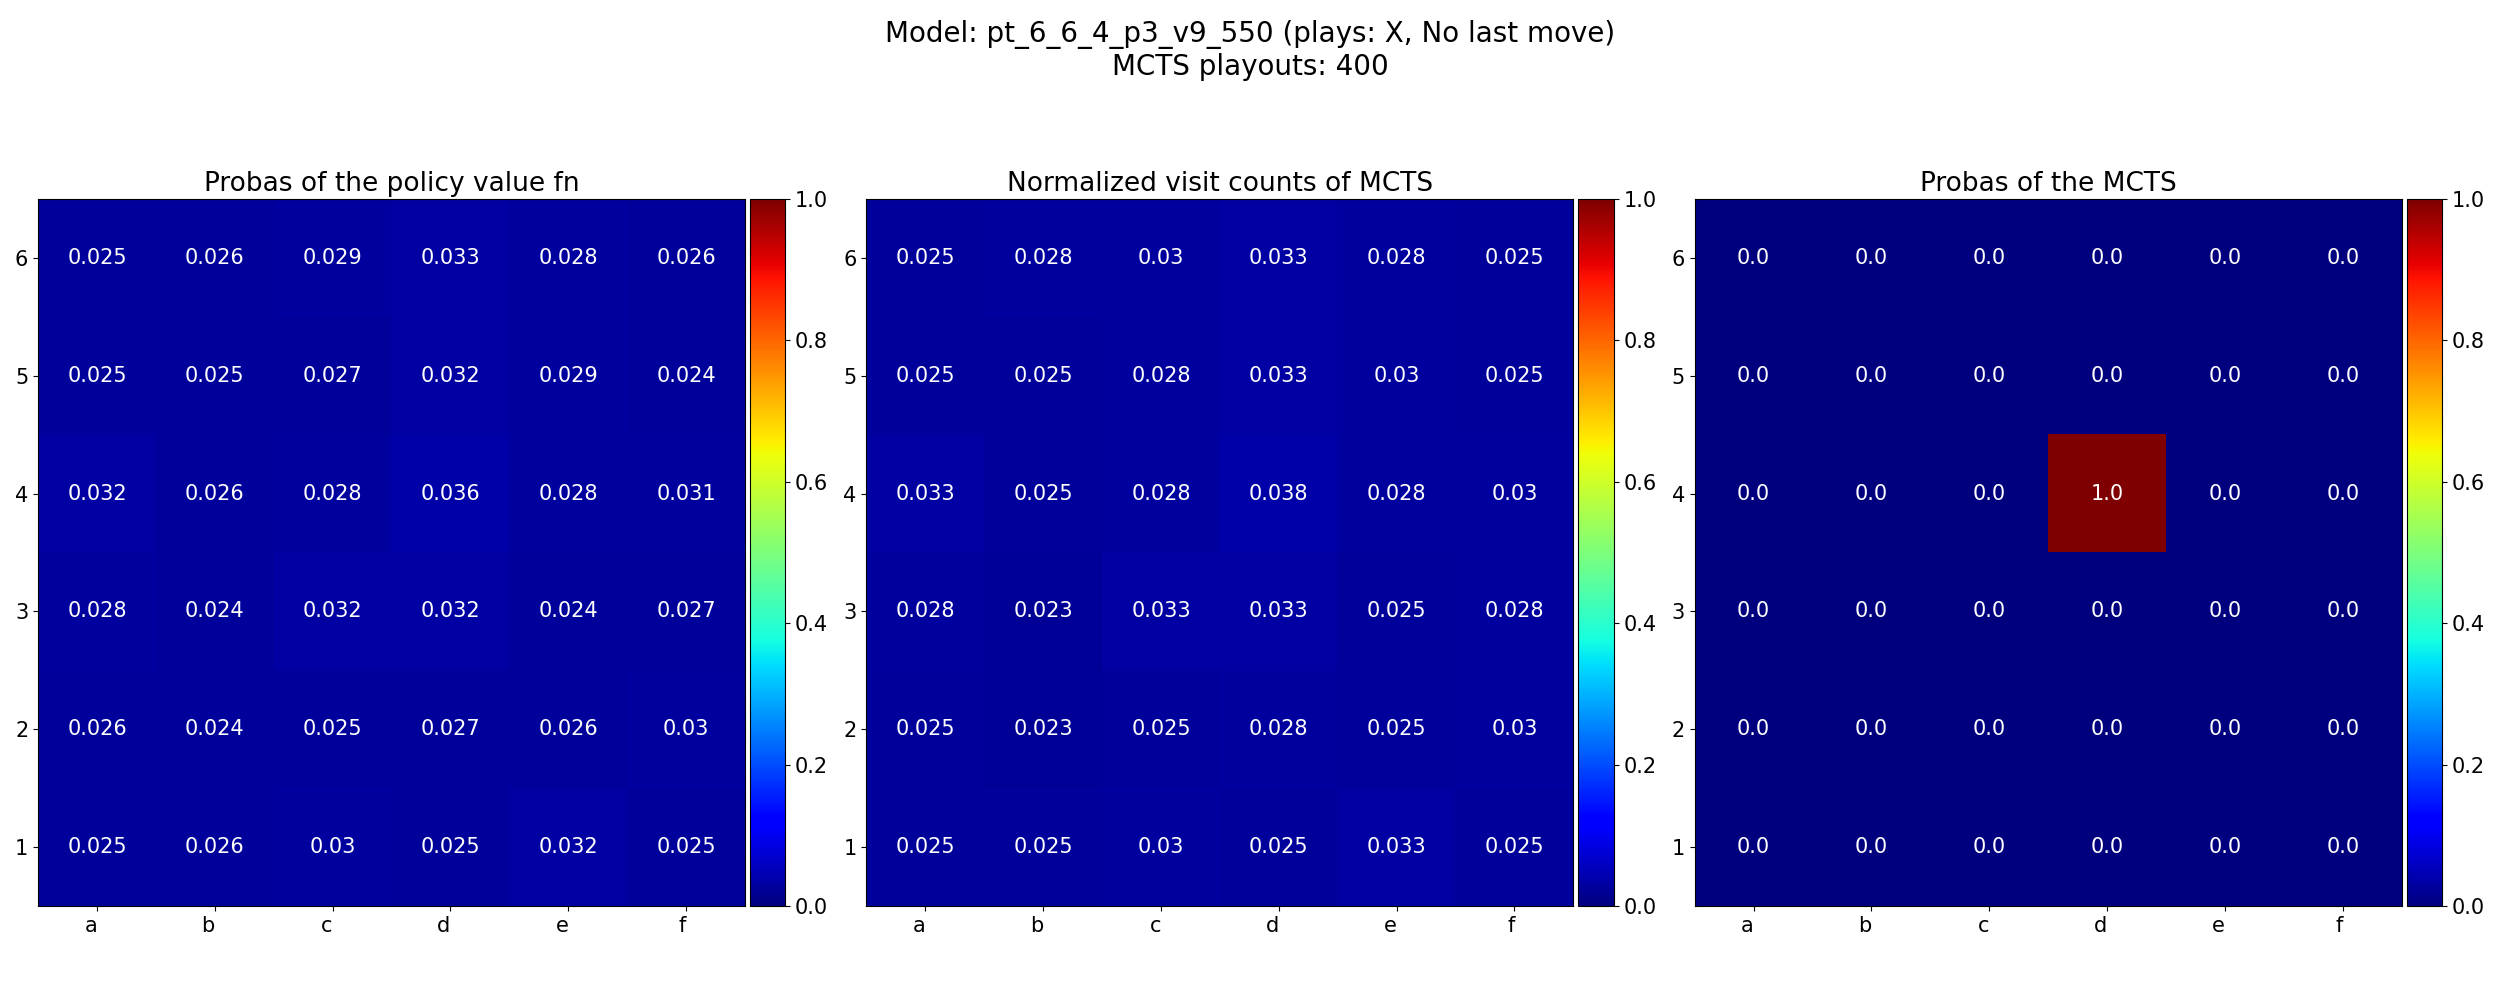 Model: pt_6_6_4_p3_v9_550 (plays: X, No last move)
MCTS playouts: 400
Probas of the policy value fn
6 0.025 0.026 0.029 0.033 0.028 0.026
5 0.025 0.025 0.027 0.032 0.029 0.024
4 0.032 0.026 0.028 0.036 0.028 0.031
3 0.028 0.024 0.032 0.032 0.024 0.027
2 0.026 0.024 0.025 0.027 0.026 0.03
1 0.025 0.026 0.03 0.025 0.032 0.025
a b c d e f
1.0
0.8
0.6
0.4
0.2
0.0
Normalized visit counts of MCTS
6 0.025 0.028 0.03 0.033 0.028 0.025
5 0.025 0.025 0.028 0.033 0.03 0.025
4 0.033 0.025 0.028 0.038 0.028 0.03
3 0.028 0.023 0.033 0.033 0.025 0.028
2 0.025 0.023 0.025 0.028 0.025 0.03
1 0.025 0.025 0.03 0.025 0.033 0.025
a b c d e f
1.0
0.8
0.6
0.4
0.2
0.0
Probas of the MCTS
6 0.0 0.0 0.0 0.0 0.0 0.0
5 0.0 0.0 0.0 0.0 0.0 0.0
4 0.0 0.0 0.0 1.0 0.0 0.0
3 0.0 0.0 0.0 0.0 0.0 0.0
2 0.0 0.0 0.0 0.0 0.0 0.0
1 0.0 0.0 0.0 0.0 0.0 0.0
a b c d e f
1.0
0.8
0.6
0.4
0.2
0.0